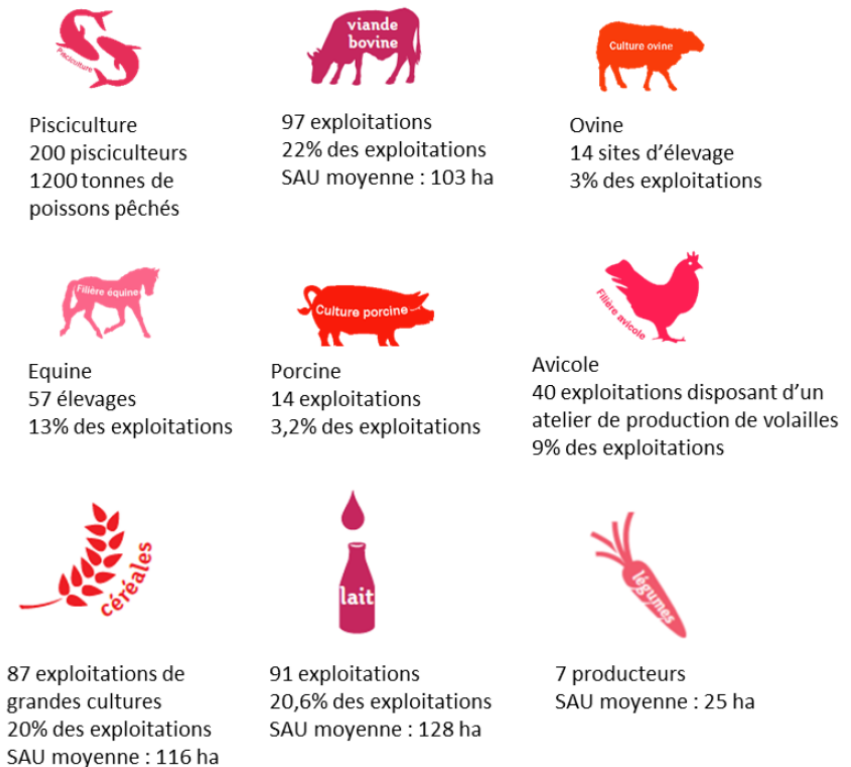 Pisciculture
Pisciculture
200 pisciculteurs
1200 tonnes de
poissons pêchés
viande
bovine
97 exploitations
22% des exploitations
SAU moyenne : 103 ha
Culture ovine
Ovine
14 sites d’élevage
3% des exploitations
Filière équine
Equine
57 élevages
13% des exploitations
Culture porcine
Porcine
14 exploitations
3,2% des exploitations
Filière avicole
Avicole
40 exploitations disposant d’un
atelier de production de volailles
9% des exploitations
céréales
87 exploitations de
grandes cultures
20% des exploitations
SAU moyenne : 116 ha
lait
91 exploitations
20,6% des exploitations
SAU moyenne : 128 ha
légumes
7 producteurs
SAU moyenne : 25 ha